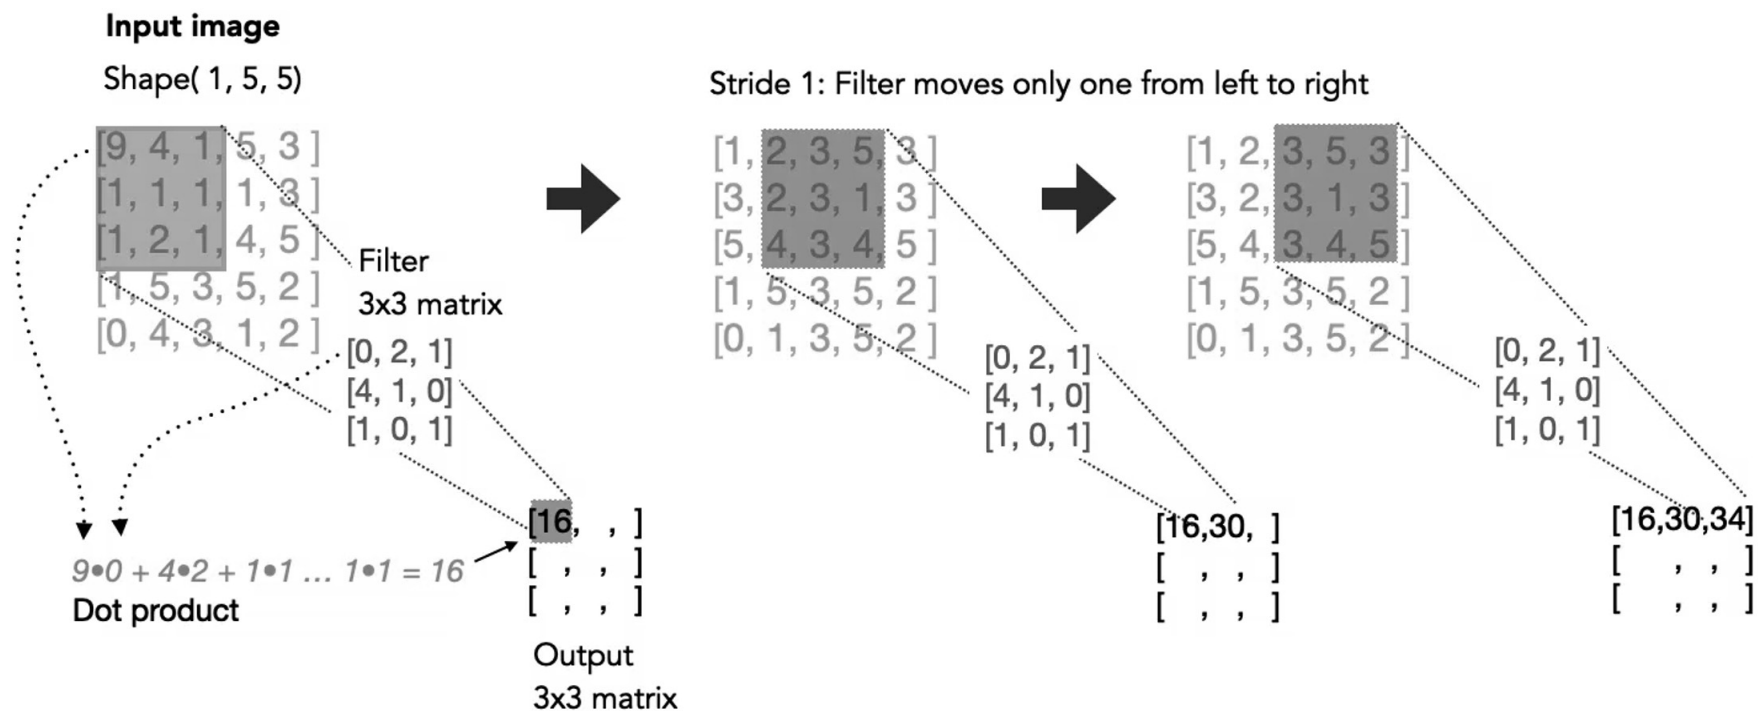 Input image
Shape( 1, 5, 5)
[9, 4, 1, 5, 3 ]
[1, 1, 1, 1, 3 ]
[1, 2, 1, 4, 5 ]
[1, 5, 3, 5, 2 ]
[0, 4, 3, 1, 2 ]
Filter
3x3 matrix
[0, 2, 1]
[4, 1, 0]
[1, 0, 1]
9•0 + 4•2 + 1•1 ... 1•1 = 16
Dot product
[16, , ]
[ , , ]
[ , , ]
Output
3x3 matrix
Stride 1: Filter moves only one from left to right
[1, 2, 3, 5, 3 ]
[3, 2, 3, 1, 3 ]
[5, 4, 3, 4, 5 ]
[1, 5, 3, 5, 2 ]
[0, 1, 3, 5, 2 ]
[0, 2, 1]
[4, 1, 0]
[1, 0, 1]
[16,30, ]
[ , , ]
[ , , ]
[1, 2, 3, 5, 3 ]
[3, 2, 3, 1, 3 ]
[5, 4, 3, 4, 5 ]
[1, 5, 3, 5, 2 ]
[0, 1, 3, 5, 2 ]
[0, 2, 1]
[4, 1, 0]
[1, 0, 1]
[16,30,34]
[ , , ]
[ , , ]